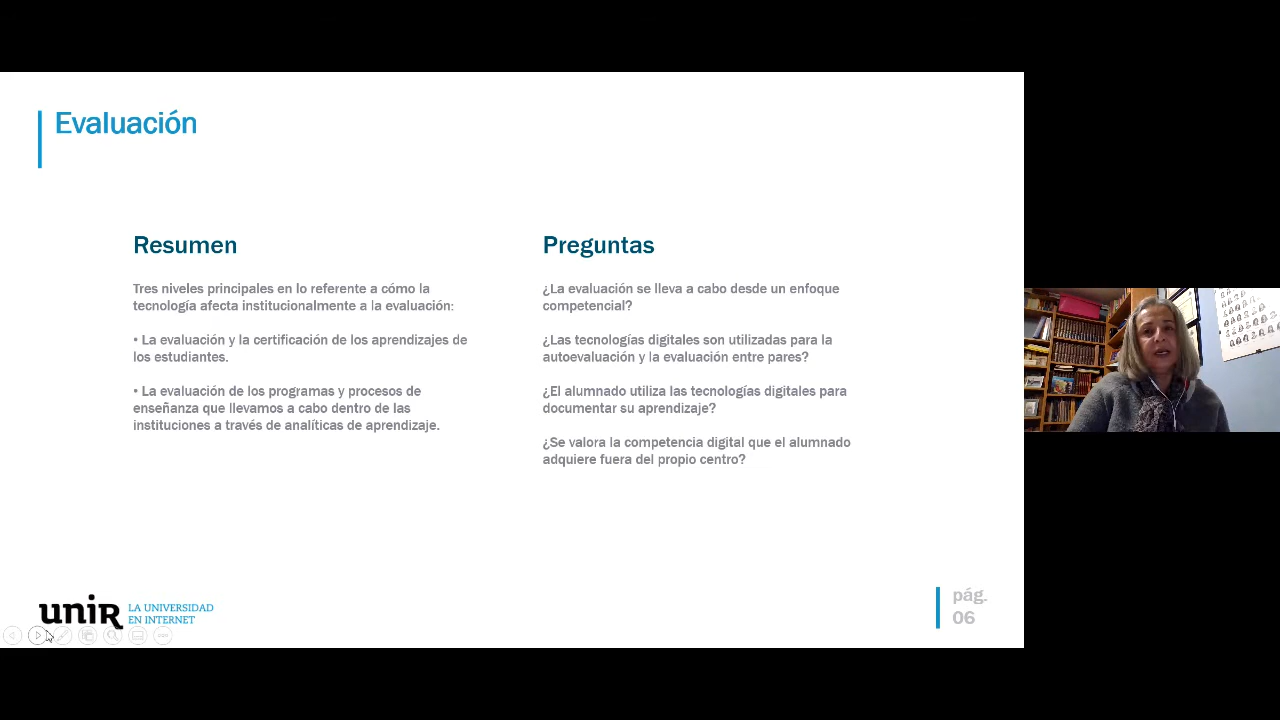 Evaluación
Resumen
Tres niveles principales en lo referente a cómo la
tecnología afecta institucionalmente a la evaluación:
• La evaluación y la certificación de los aprendizajes de
los estudiantes.
• La evaluación de los programas y procesos de
enseñanza que llevamos a cabo dentro de las
instituciones a través de analíticas de aprendizaje.
Preguntas
¿La evaluación se lleva a cabo desde un enfoque
competencial?
¿Las tecnologías digitales son utilizadas para la
autoevaluación y la evaluación entre pares?
¿El alumnado utiliza las tecnologías digitales para
documentar su aprendizaje?
¿Se valora la competencia digital que el alumnado
adquiere fuera del propio centro?
unir
LA UNIVERSIDAD
EN INTERNET
pág.
06